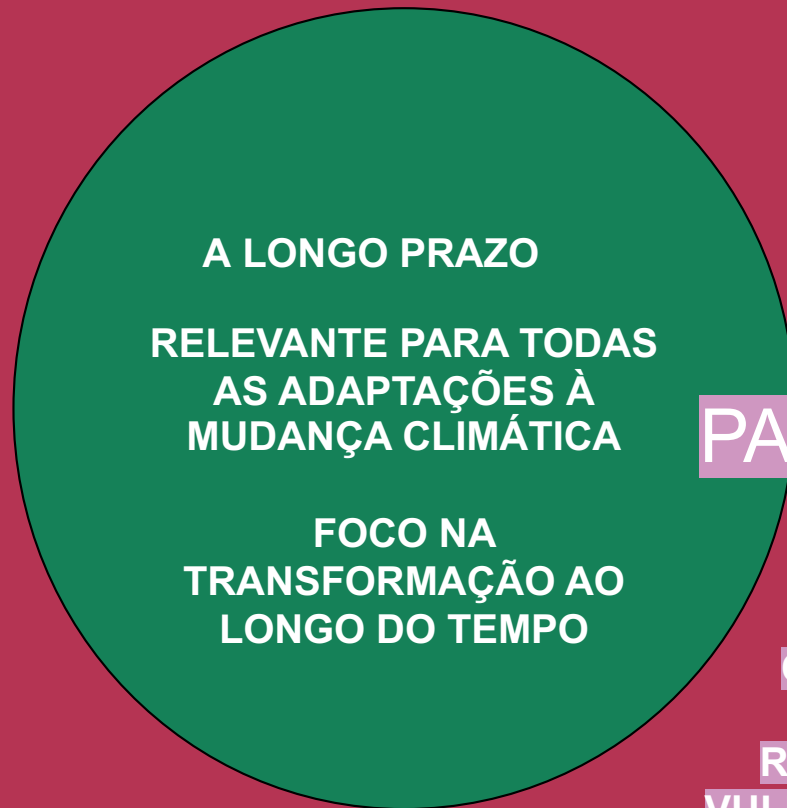 A LONGO PRAZO
RELEVANTE PARA TODAS
AS ADAPTAÇÕES À
MUDANÇA CLIMÁTICA
PA
FOCO NA
TRANSFORMAÇÃO AO
LONGO DO TEMPO
R